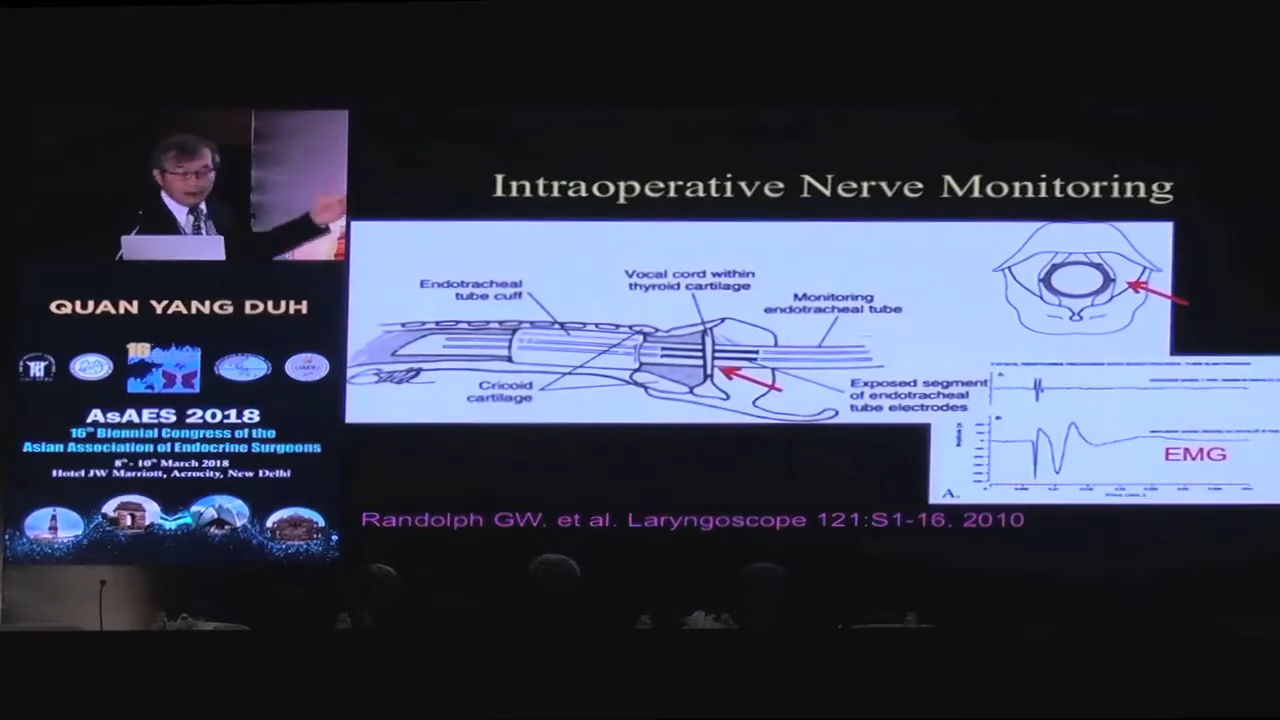 Intraoperative Nerve Monitoring
Endotracheal
tube cuff
Vocal cord within
thyroid cartilage
Monitoring
endotracheal tube
Cricoid
cartilage
Exposed segment
of endotracheal
tube electrodes
EMG
A.
Randolph GW. et al. Laryngoscope 121:S1-16. 2010
QUAN YANG DUH
16
AsAES 2018
16th Biennial Congress of the
Asian Association of Endocrine Surgeons
8th - 10th March 2018
Hotel JW Marriott, Aerocity, New Delhi